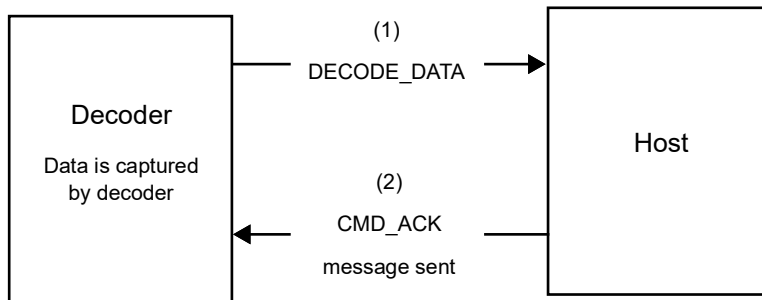 Decoder
Data is captured
by decoder
(1)
DECODE_DATA
(2)
CMD_ACK
message sent
Host